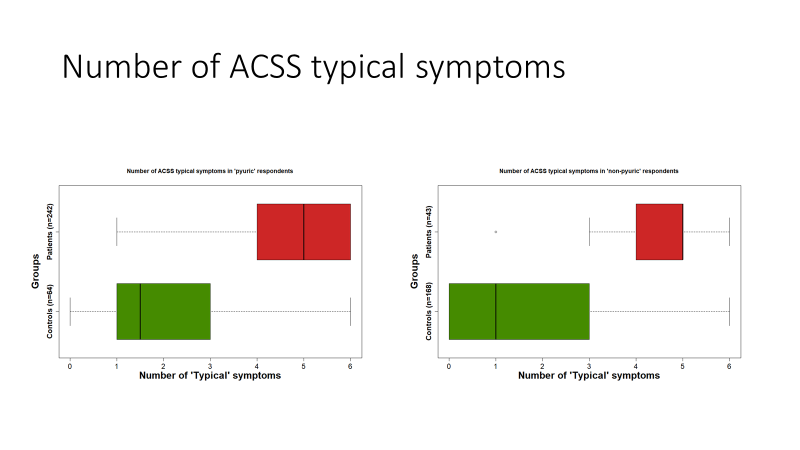 Number of ACSS typical symptoms
Number of ACSS typical symptoms in 'pyuric' respondents
Groups
Patients (n=242)
Controls (n=64)
0 1 2 3 4 5 6
Number of 'Typical' symptoms
Number of ACSS typical symptoms in 'non-pyuric' respondents
Groups
Patients (n=43)
Controls (n=168)
0 1 2 3 4 5 6
Number of 'Typical' symptoms